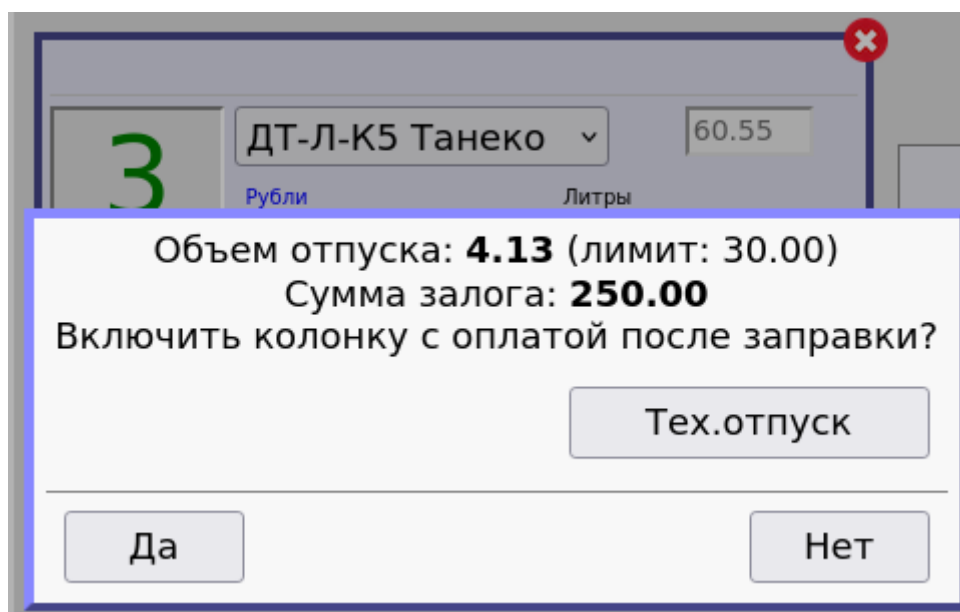 3
ДТ-Л-К5 Танеко
60.55
Рубли
Литры
Объем отпуска: 4.13 (лимит: 30.00)
Сумма залога: 250.00
Включить колонку с оплатой после заправки?
Тех.отпуск
Да
Нет